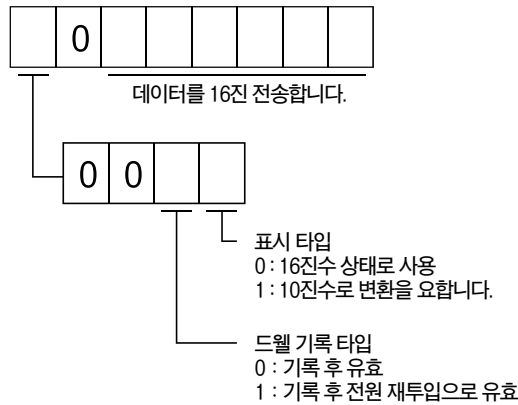 0
데이터를 16진 전송합니다.
0 0
표시 타입
0 : 16진수 상태로 사용
1 : 10진수로 변환을 요합니다.
드웰 기록 타입
0 : 기록 후 유효
1 : 기록 후 전원 재투입으로 유효